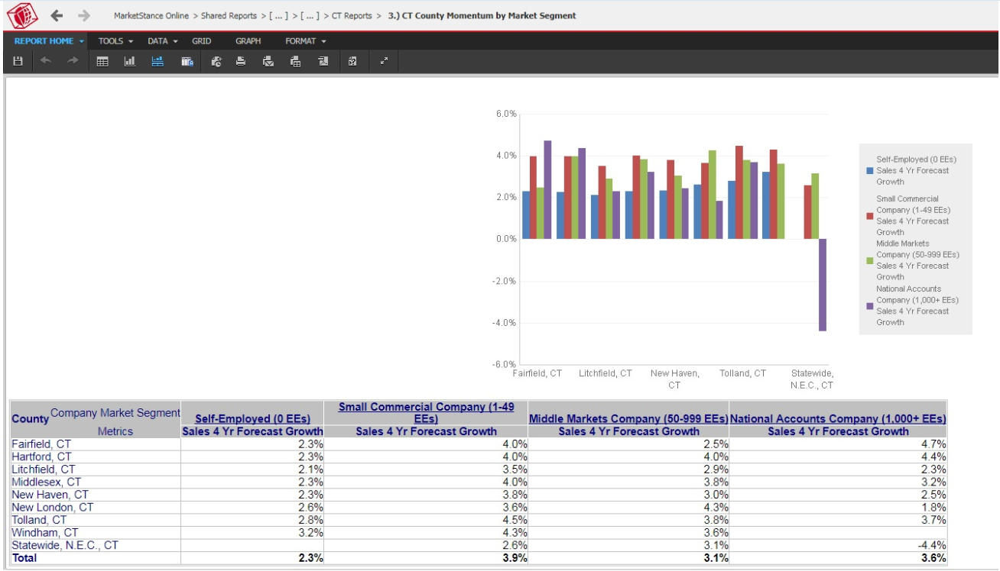 MarketStance Online > Shared Reports > [ ... ] > [ ... ] > CT Reports > 3.) CT County Momentum by Market Segment
REPORT HOME TOOLS DATA GRID GRAPH FORMAT
6.0%
4.0%
2.0%
0.0%
-2.0%
-4.0%
-6.0%
Fairfield, CT Litchfield, CT New Haven, Tolland, CT Statewide,
CT N.E.C., CT
Self-Employed (0 EEs)
Sales 4 Yr Forecast
Growth
Small Commercial
Company (1-49 EEs)
Sales 4 Yr Forecast
Growth
Middle Markets
Company (50-999 EEs)
Sales 4 Yr Forecast
Growth
National Accounts
Company (1,000+ EEs)
Sales 4 Yr Forecast
Growth
County Company Market Segment Self-Employed (0 EEs) Small Commercial Company (1-49
EEs) Middle Markets Company (50-999 EEs) National Accounts Company (1,000+ EEs)
Metrics Sales 4 Yr Forecast Growth Sales 4 Yr Forecast Growth Sales 4 Yr Forecast Growth Sales 4 Yr Forecast Growth
Fairfield, CT 2.3% 4.0% 2.5% 4.7%
Hartford, CT 2.3% 4.0% 4.0% 4.4%
Litchfield, CT 2.1% 3.5% 2.9% 2.3%
Middlesex, CT 2.3% 4.0% 3.8% 3.2%
New Haven, CT 2.3% 3.8% 3.0% 2.5%
New London, CT 2.6% 3.6% 4.3% 1.8%
Tolland, CT 2.8% 4.5% 3.8% 3.7%
Windham, CT 3.2% 4.3% 3.6%
Statewide, N.E.C., CT 2.6% 3.1% -4.4%
Total 2.3% 3.9% 3.1% 3.6%